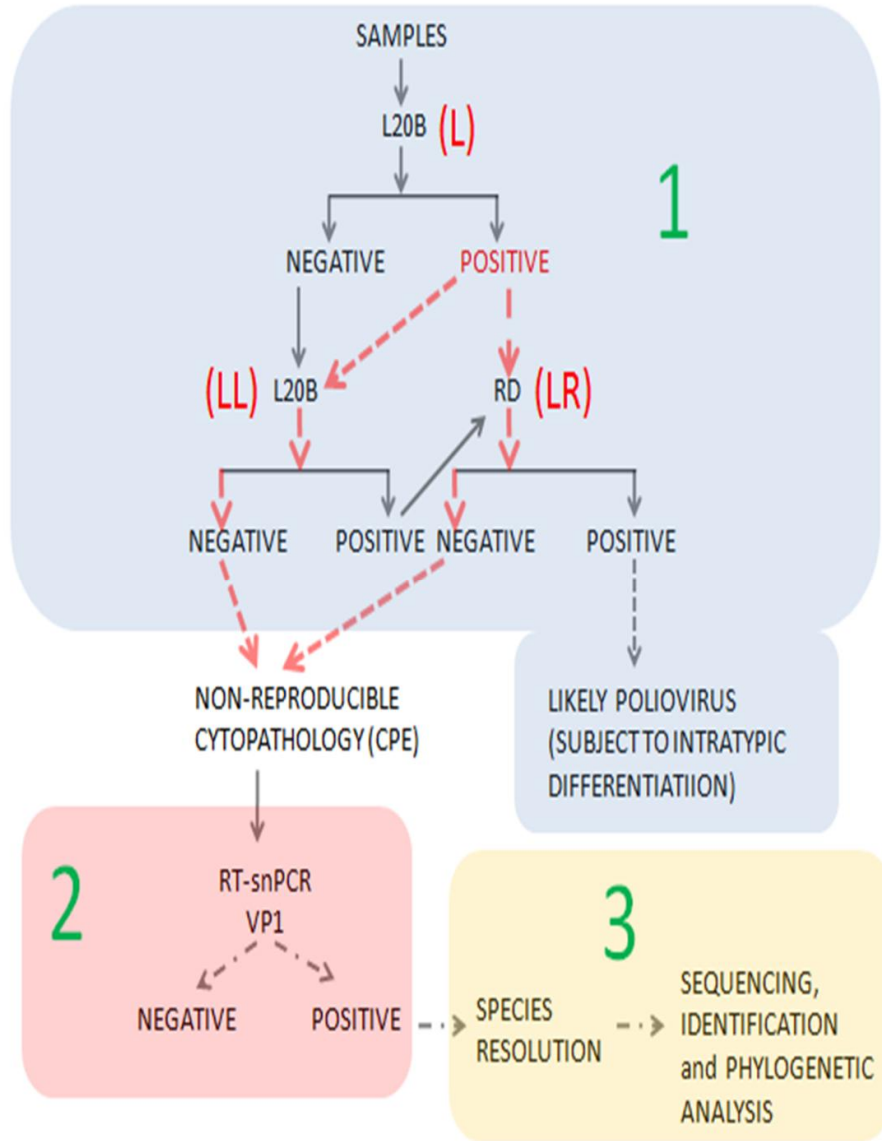 SAMPLES
L20B (L)
1
NEGATIVE POSITIVE
(LL) L20B RD (LR)
NEGATIVE POSITIVE NEGATIVE POSITIVE
NON-REPRODUCIBLE
CYTOPATHOLOGY (CPE)
LIKELY POLIOVIRUS
(SUBJECT TO INTRATYPIC
DIFFERENTIATIION)
2
RT-snPCR
VP1
NEGATIVE POSITIVE
3
SPECIES
RESOLUTION
SEQUENCING,
IDENTIFICATION
and PHYLOGENETIC
ANALYSIS